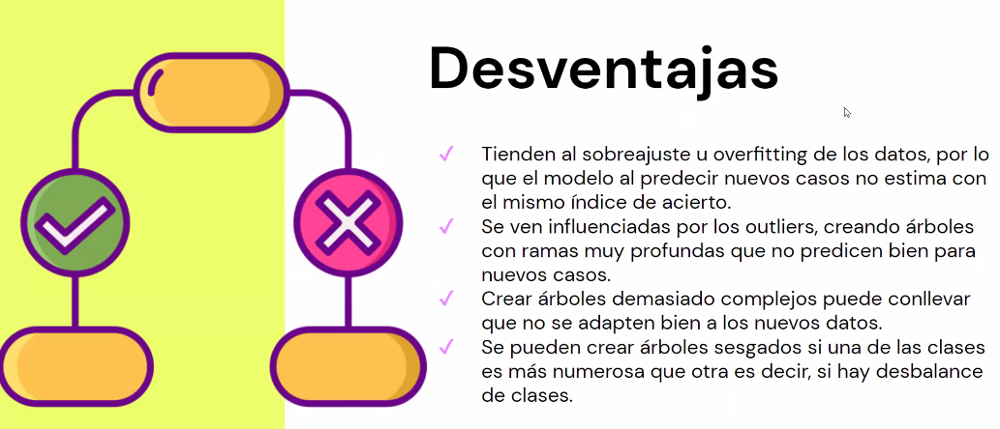 Desventajas
✓ Tienden al sobreajuste u overfitting de los datos, por lo
que el modelo al predecir nuevos casos no estima con
el mismo índice de acierto.
✓ Se ven influenciadas por los outliers, creando árboles
con ramas muy profundas que no predicen bien para
nuevos casos.
✓ Crear árboles demasiado complejos puede conllevar
que no se adapten bien a los nuevos datos.
✓ Se pueden crear árboles sesgados si una de las clases
es más numerosa que otra es decir, si hay desbalance
de clases.